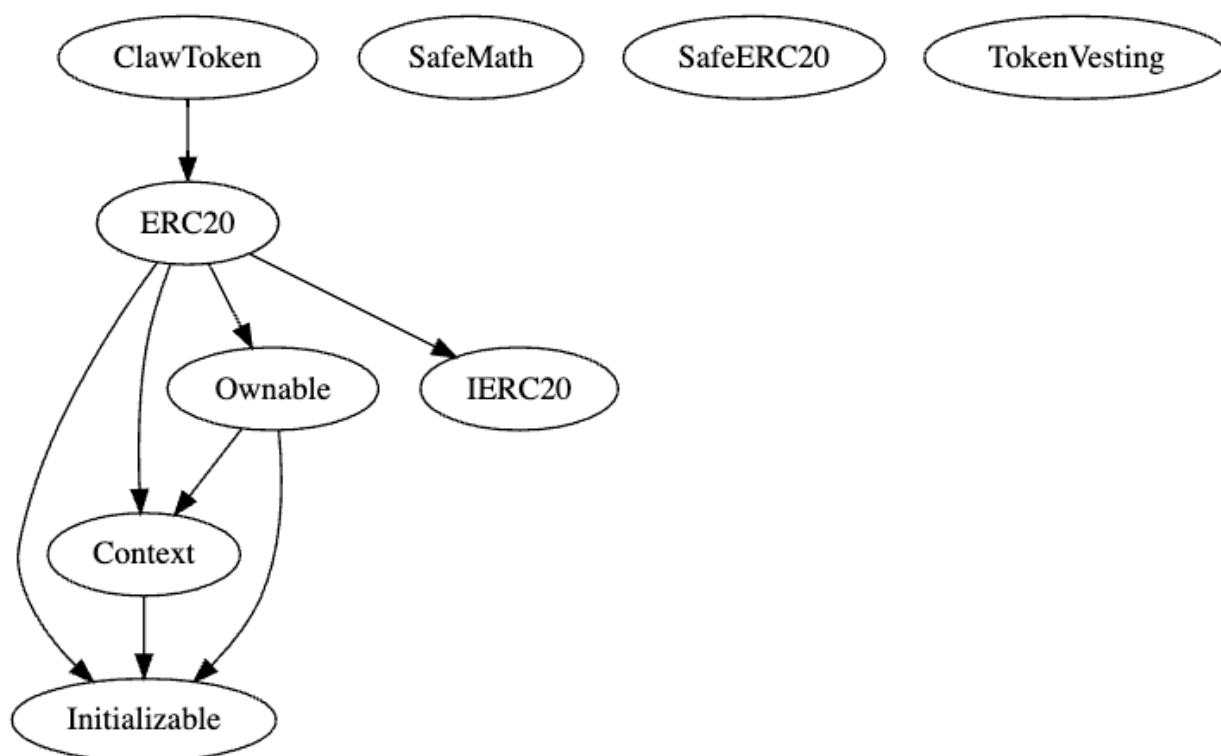 ClawToken
SafeMath
SafeERC20
TokenVesting
ERC20
Ownable
IERC20
Context
Initializable